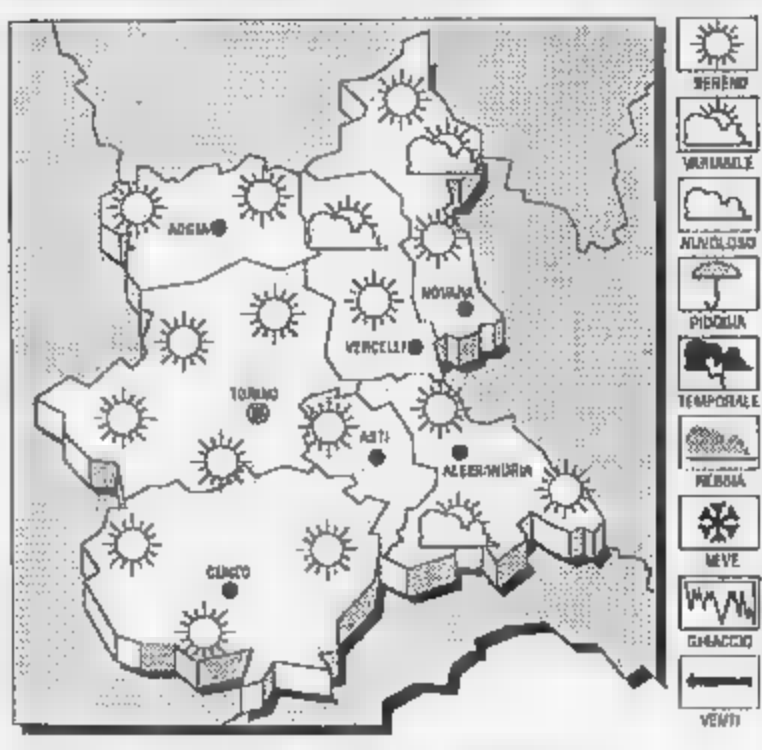 AOSTA
NOVARA
VERCELLI
TORINO
ASTI
ALESSANDRIA
CUNEO
SERENO
VARIABILE
NUVOLOSO
PIOGGIA
TEMPORALE
NEBBIA
NEVE
GHIACCIO
VENTI